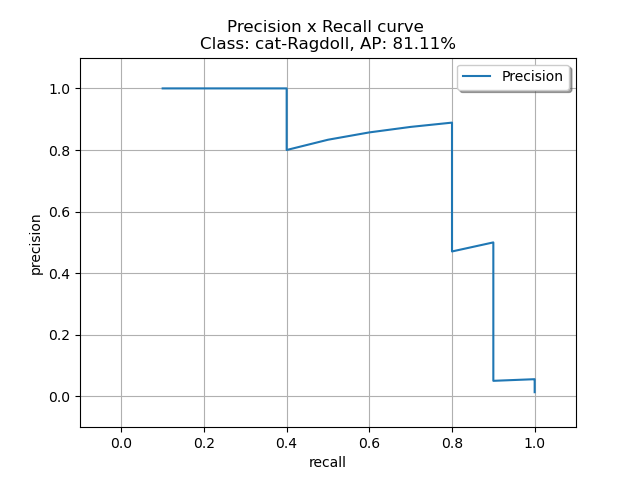 Precision x Recall curve
Class: cat-Ragdoll, AP: 81.11%
Precision
1.0
0.8
0.6
0.4
0.2
0.0
precision
0.0 0.2 0.4 0.6 0.8 1.0
recall